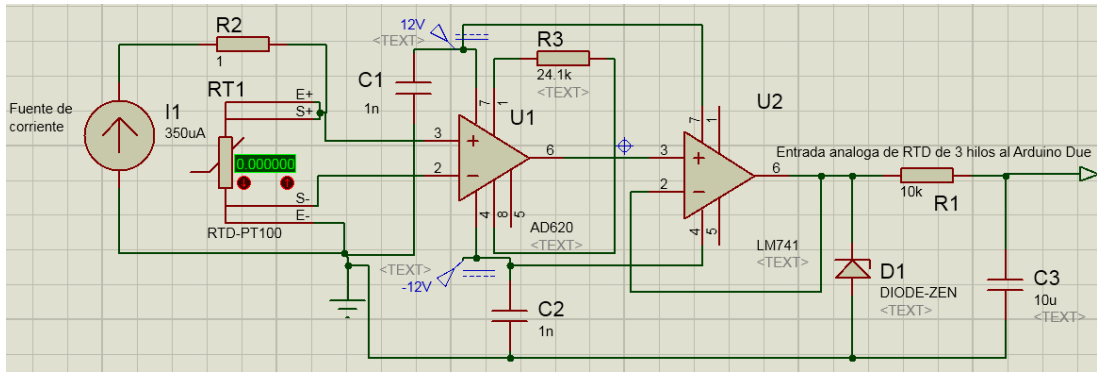 R2
1
12V
<TEXT>
R3
24.1k
<TEXT>
C1
1n
RT1
E+
S+
Fuente de
corriente
I1
350uA
0.000000
S-
E-
RTD-PT100
U1
7
1
3
2
6
4
8
5
AD620
<TEXT>
U2
7
1
3
2
6
4
5
LM741
<TEXT>
Entrada analoga de RTD de 3 hilos al Arduino Due
10k
R1
<TEXT>
-12V
C2
1n
D1
DIODE-ZEN
<TEXT>
C3
10u
<TEXT>